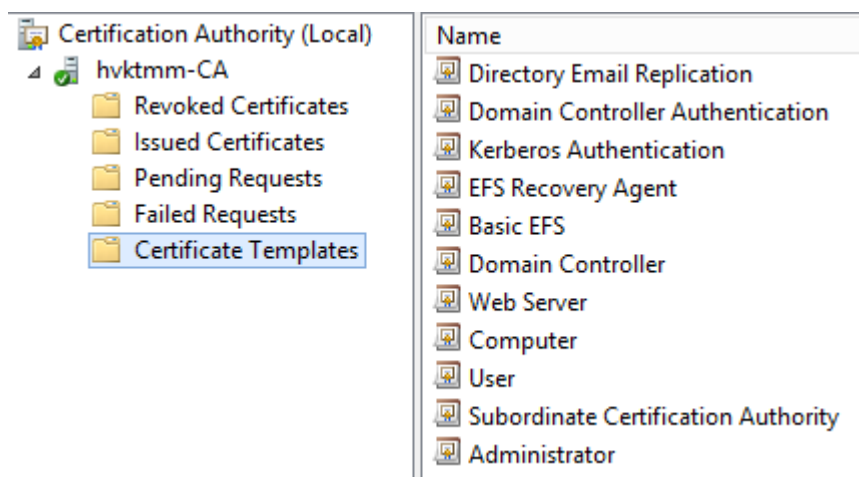 Certification Authority (Local)
hvktmm-CA
Revoked Certificates
Issued Certificates
Pending Requests
Failed Requests
Certificate Templates
Name
Directory Email Replication
Domain Controller Authentication
Kerberos Authentication
EFS Recovery Agent
Basic EFS
Domain Controller
Web Server
Computer
User
Subordinate Certification Authority
Administrator